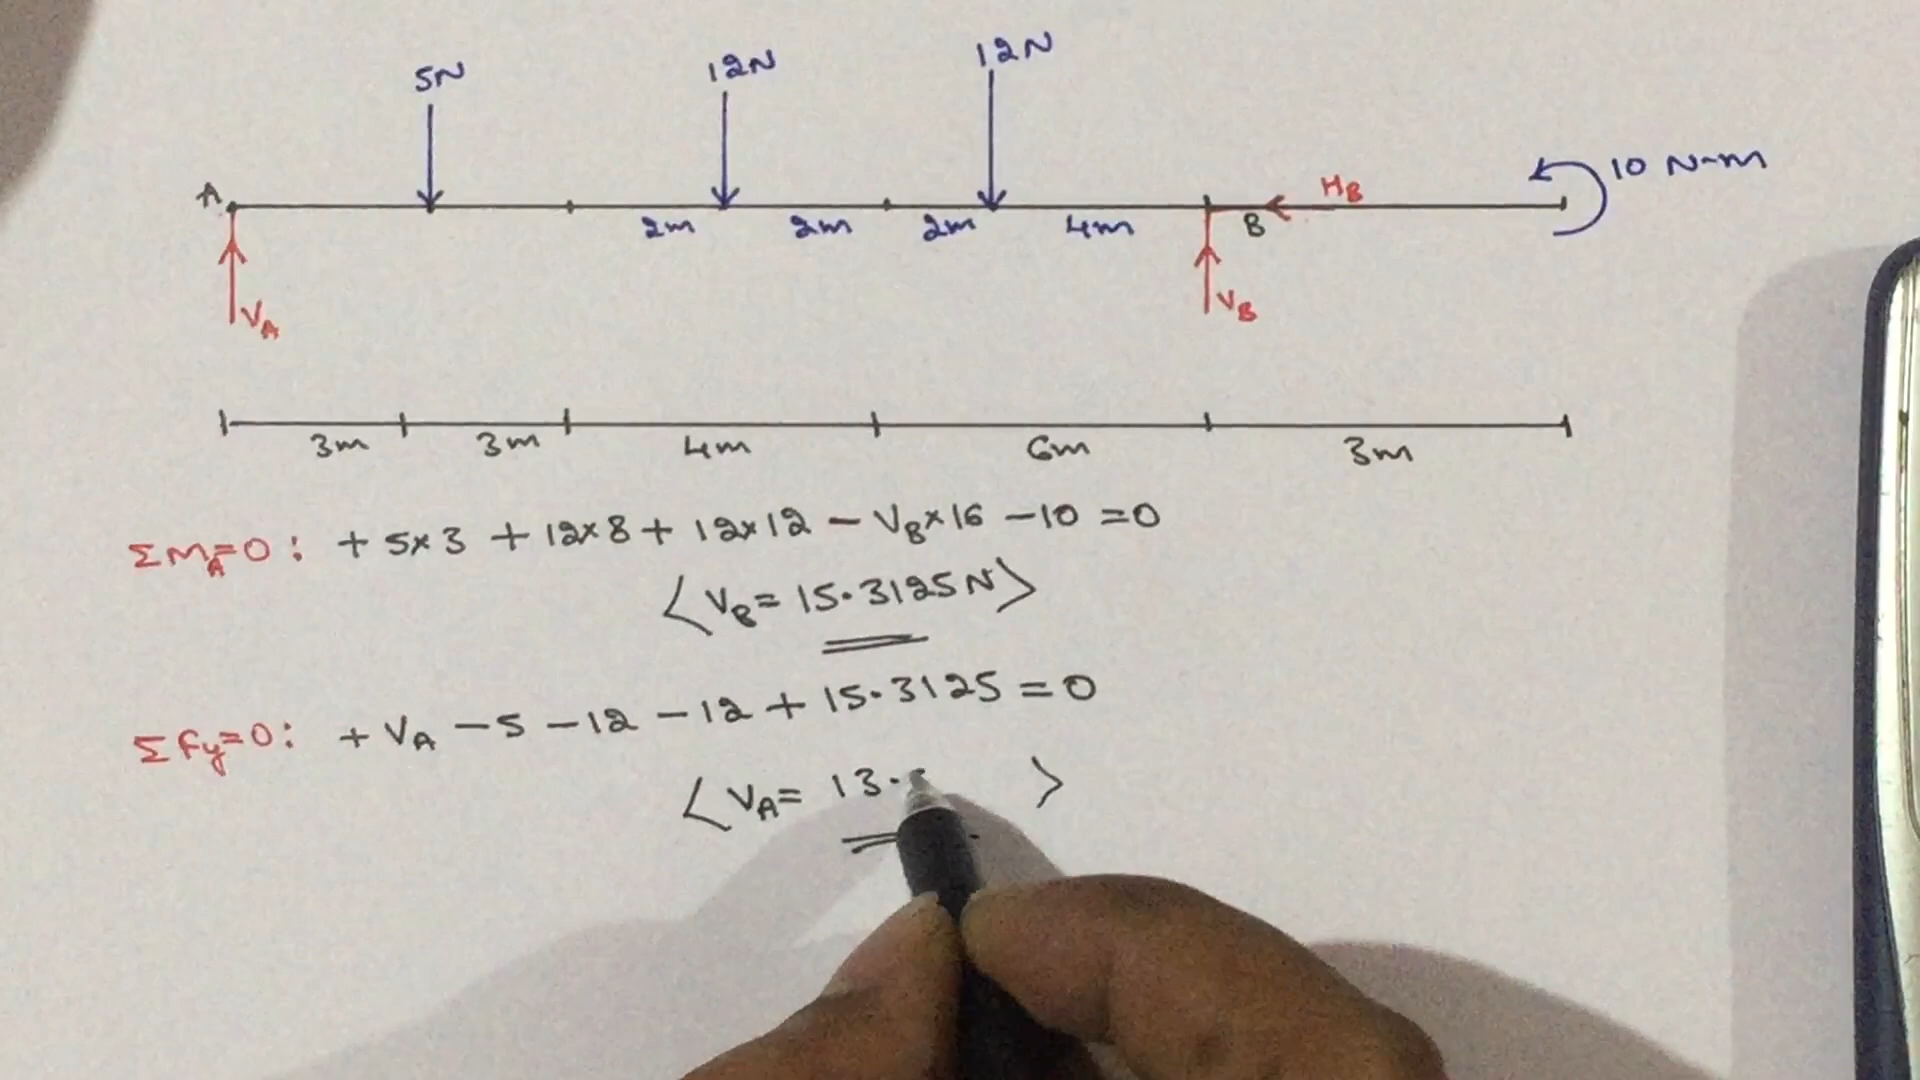 5N 12N 12N
10 N-m
A HB
2m 2m 2m 4m B
VA VB
3m 3m 4m 6m 3m
ΣMA=0: + 5×3 + 12×8 + 12×12 - VB×16 - 10 = 0
<VB = 15.3125N>
ΣFy=0: + VA - 5 - 12 - 12 + 15.3125 = 0
<VA = 13. >